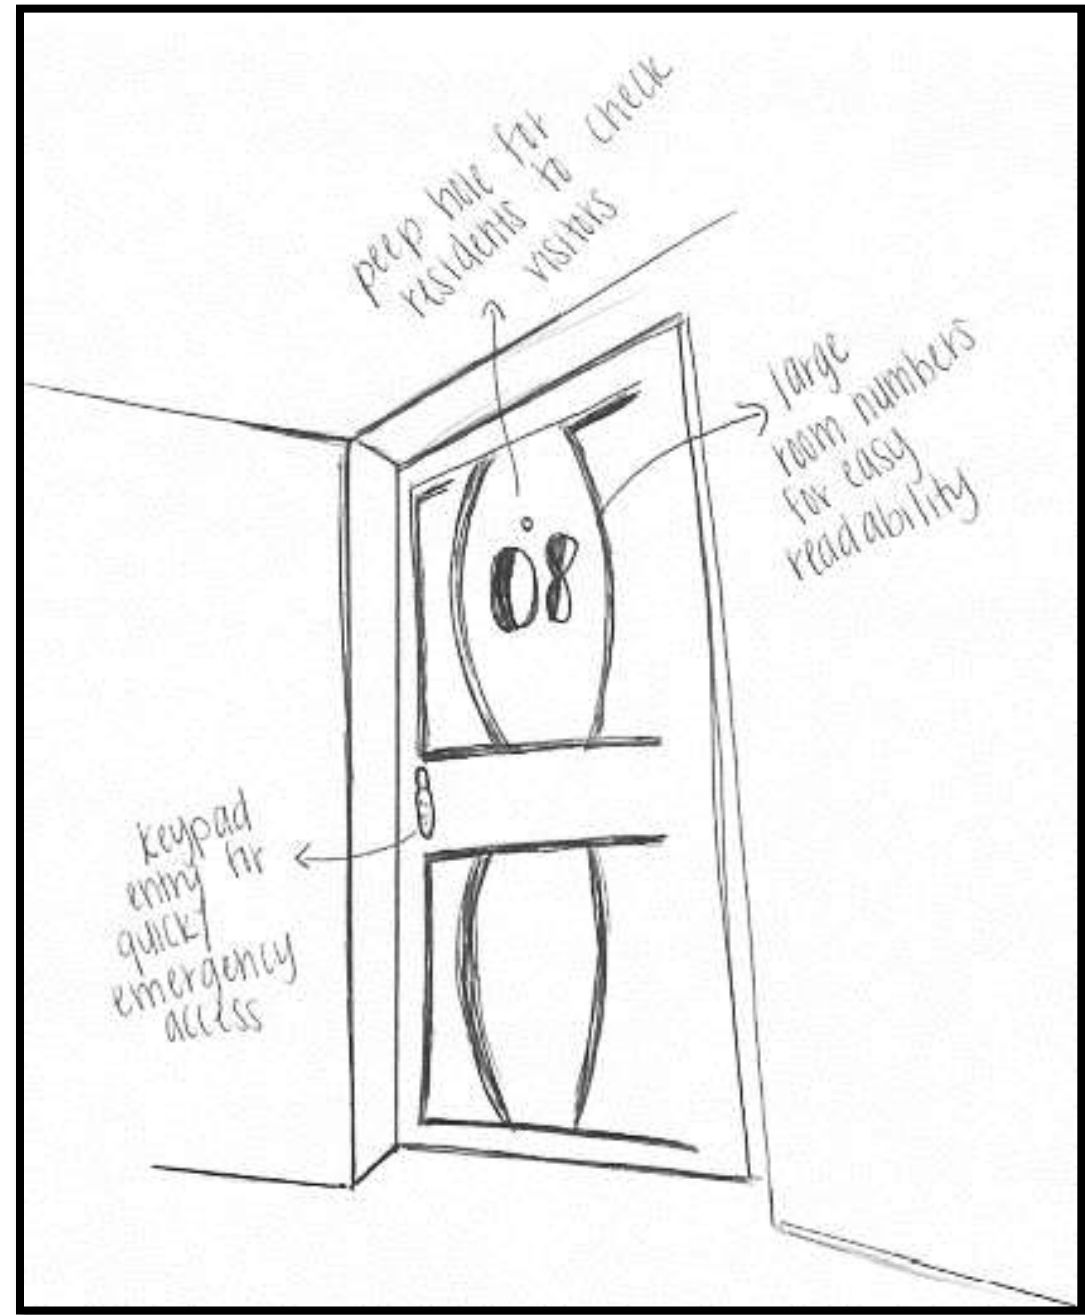 peep hole for
residents to check
visitors
large
room numbers
for easy
readability
08
keypad
entry for
quick/
emergency
access